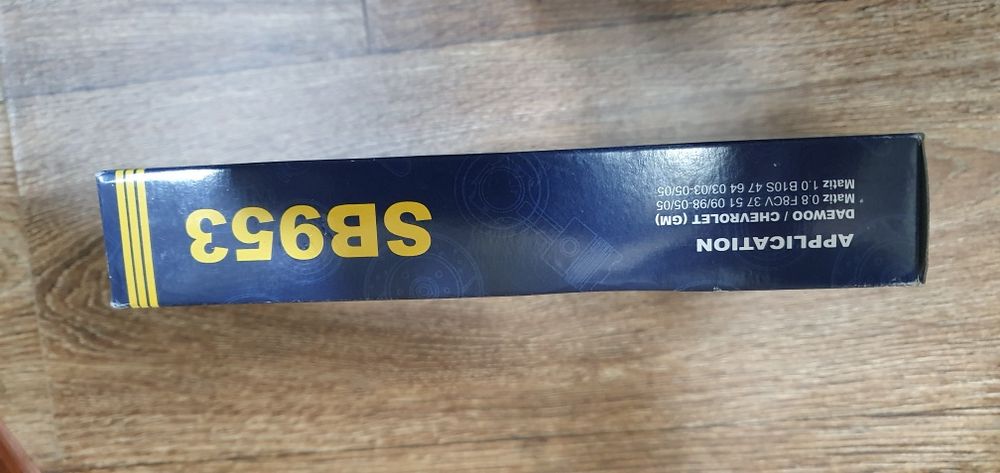 APPLICATION
DAEWOO / CHEVROLET (GM)
* Matiz 0.8 F8CV 37 51 09/98-05/05
Matiz 1.0 B10S 47 64 03/03-05/05
SB953